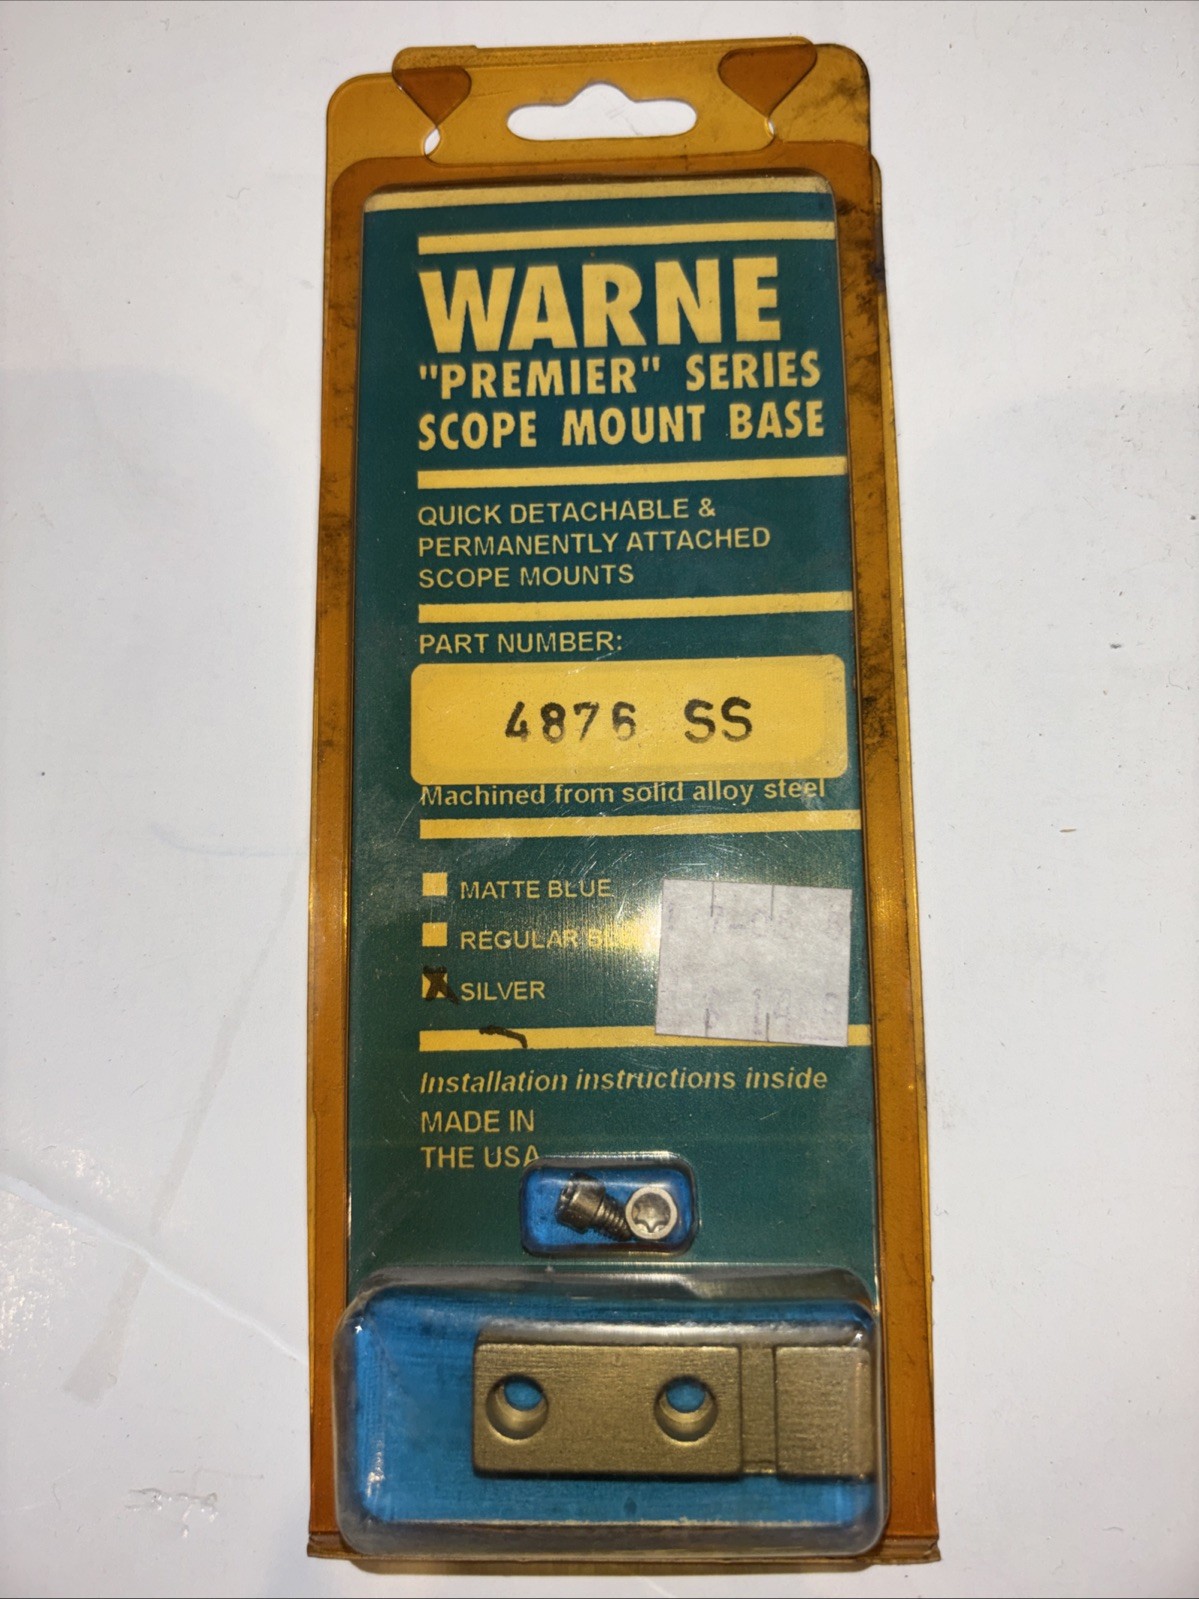 WARNE
"PREMIER" SERIES
SCOPE MOUNT BASE
QUICK DETACHABLE &
PERMANENTLY ATTACHED
SCOPE MOUNTS
PART NUMBER:
4876 SS
Machined from solid alloy steel
MATTE BLUE
REGULAR
SILVER
Installation instructions inside
MADE IN
THE USA